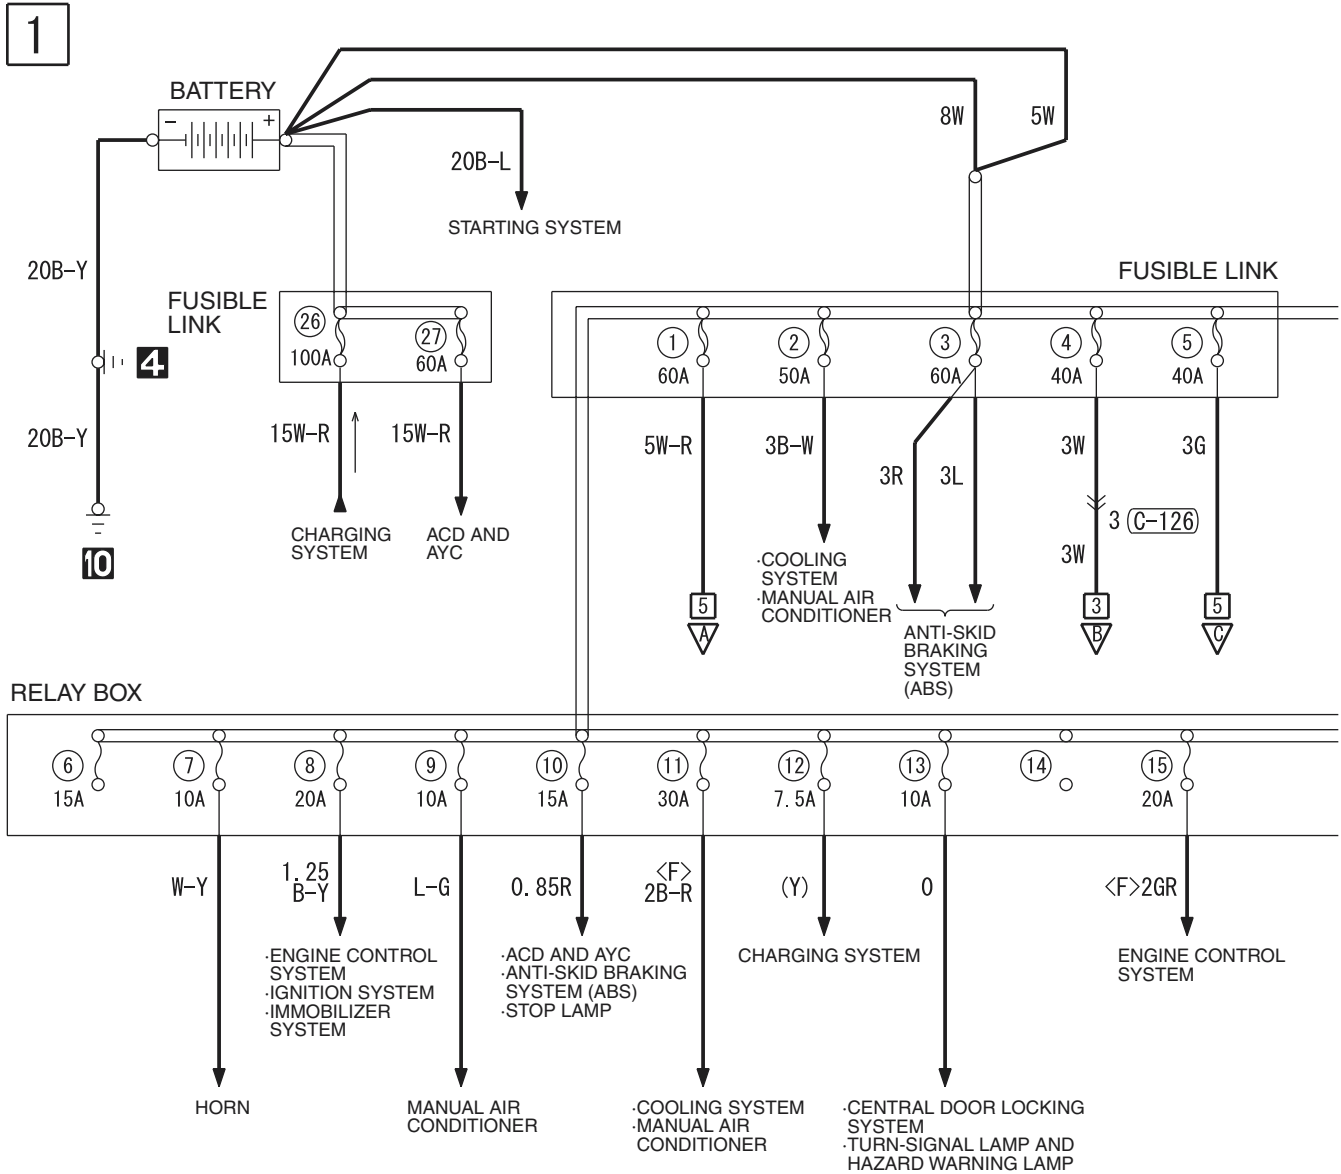 1
BATTERY
8W
5W
20B-L
STARTING SYSTEM
20B-Y
FUSIBLE LINK
FUSIBLE
LINK
26
100A
27
60A
1
60A
2
50A
3
60A
4
40A
5
40A
4
20B-Y
15W-R
15W-R
5W-R
3B-W
3R
3L
3W
3G
CHARGING
SYSTEM
ACD AND
AYC
3 C-126
3W
10
·COOLING
SYSTEM
·MANUAL AIR
CONDITIONER
5
A
3
B
5
C
ANTI-SKID
BRAKING
SYSTEM
(ABS)
RELAY BOX
6
15A
7
10A
8
20A
9
10A
10
15A
11
30A
12
7.5A
13
10A
14
15
20A
W-Y
1.25
B-Y
L-G
0.85R
<F>
2B-R
(Y)
O
<F>2GR
·ENGINE CONTROL
SYSTEM
·IGNITION SYSTEM
·IMMOBILIZER
SYSTEM
·ACD AND AYC
·ANTI-SKID BRAKING
SYSTEM (ABS)
·STOP LAMP
CHARGING SYSTEM
ENGINE CONTROL
SYSTEM
HORN
MANUAL AIR
CONDITIONER
·COOLING SYSTEM
·MANUAL AIR
CONDITIONER
·CENTRAL DOOR LOCKING
SYSTEM
·TURN-SIGNAL LAMP AND
HAZARD WARNING LAMP